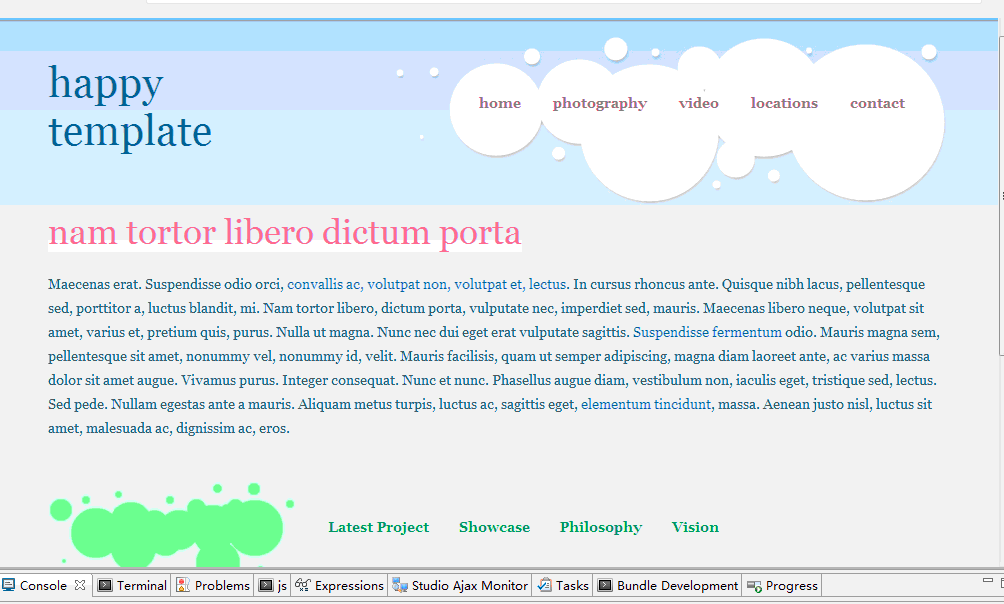 happy
template
home photography video locations contact
nam tortor libero dictum porta
Maecenas erat. Suspendisse odio orci, convallis ac, volutpat non, volutpat et, lectus. In cursus rhoncus ante. Quisque nibh lacus, pellentesque
sed, porttitor a, luctus blandit, mi. Nam tortor libero, dictum porta, vulputate nec, imperdiet sed, mauris. Maecenas libero neque, volutpat sit
amet, varius et, pretium quis, purus. Nulla ut magna. Nunc nec dui eget erat vulputate sagittis. Suspendisse fermentum odio. Mauris magna sem,
pellentesque sit amet, nonummy vel, nonummy id, velit. Mauris facilisis, quam ut semper adipiscing, magna diam laoreet ante, ac varius massa
dolor sit amet augue. Vivamus purus. Integer consequat. Nunc et nunc. Phasellus augue diam, vestibulum non, iaculis eget, tristique sed, lectus.
Sed pede. Nullam egestas ante a mauris. Aliquam metus turpis, luctus ac, sagittis eget, elementum tincidunt, massa. Aenean justo nisl, luctus sit
amet, malesuada ac, dignissim ac, eros.
Latest Project Showcase Philosophy Vision
Console Terminal Problems js Expressions Studio Ajax Monitor Tasks Bundle Development Progress